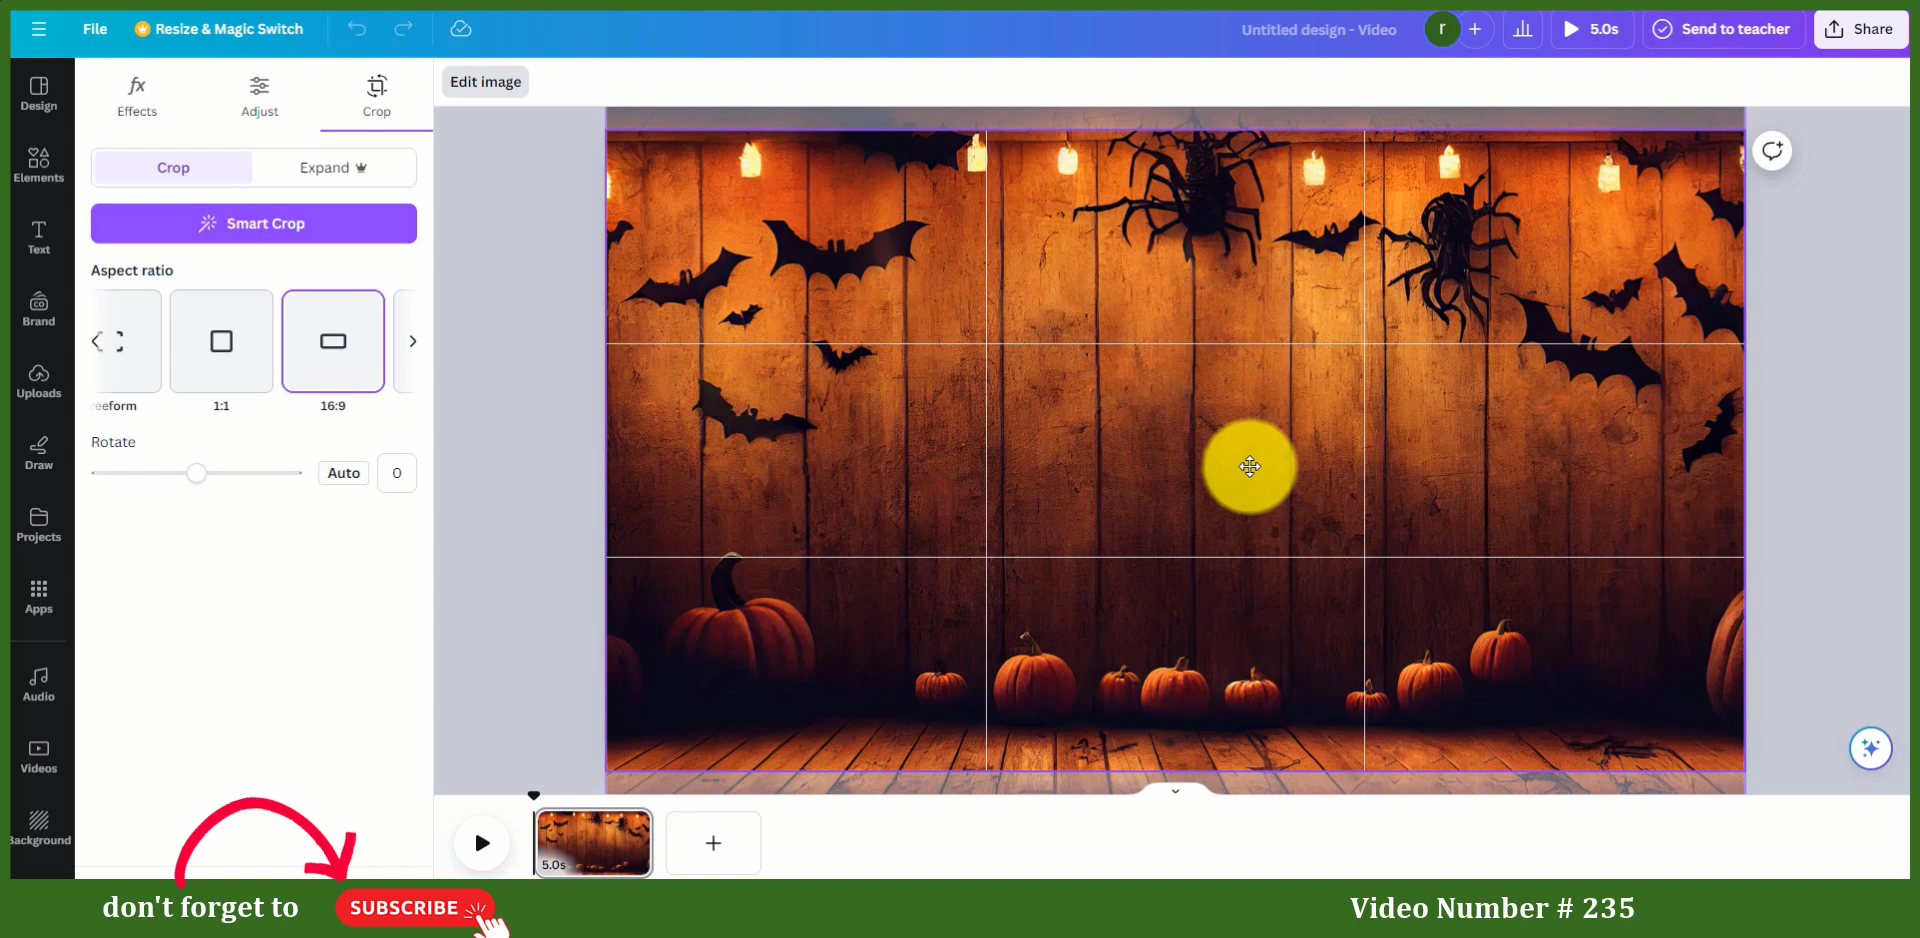 File
Resize & Magic Switch
Untitled design - Video
r
5.0s
Send to teacher
Share
Design
Elements
Text
Brand
Uploads
Draw
Projects
Apps
Audio
Videos
Background
fx
Effects
Adjust
Crop
Crop
Expand
Smart Crop
Aspect ratio
eeform
1:1
16:9
Rotate
Auto
0
Edit image
5.0s
don't forget to
SUBSCRIBE
Video Number # 235